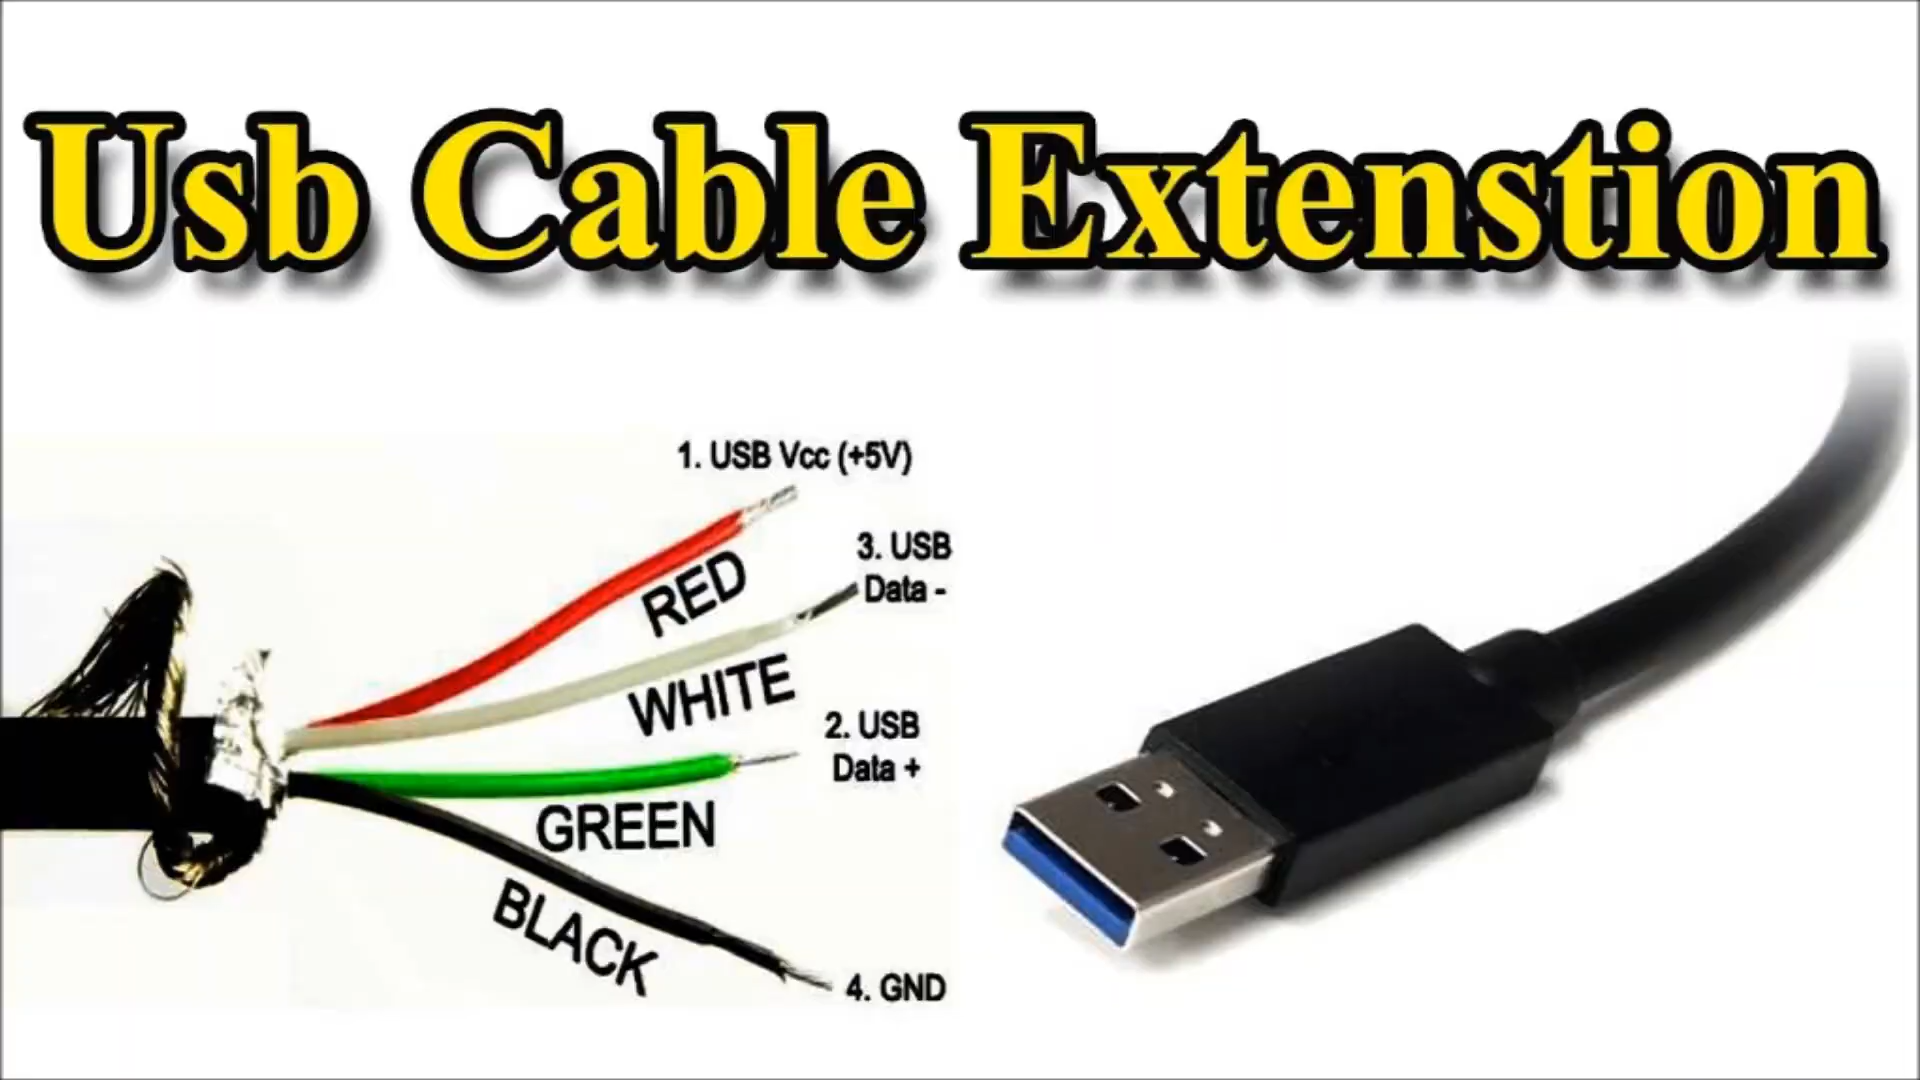 Usb Cable Extenstion
1. USB Vcc (+5V)
RED
3. USB
Data -
WHITE
2. USB
Data +
GREEN
BLACK
4. GND